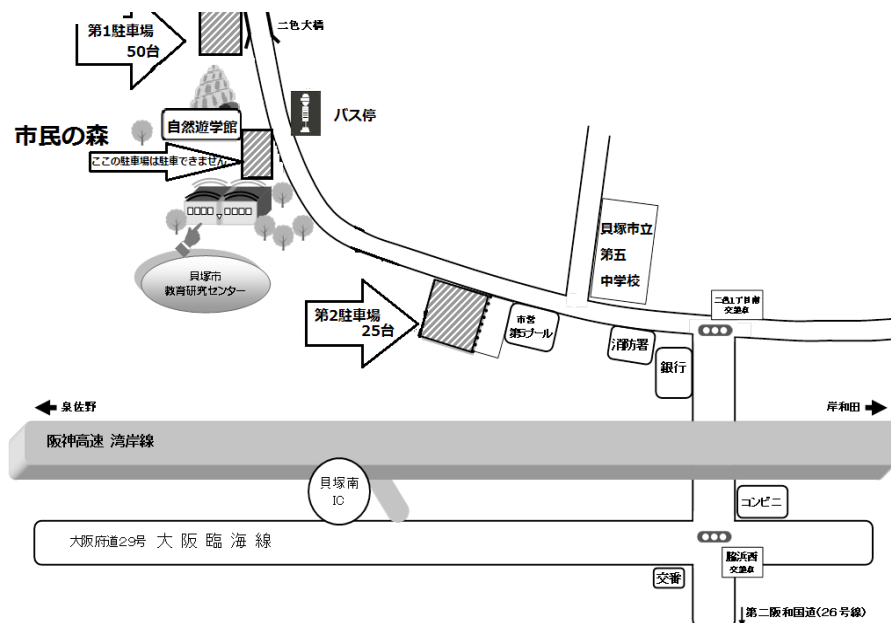 二色大橋
第1駐車場
50台
バス停
自然遊学館
市民の森
ここの駐車場は駐車できません
貝塚市立
第五
中学校
貝塚市
教育研究センター
二色1丁目南
交差点
第2駐車場
25台
市営
第5プール
消防署
銀行
泉佐野
岸和田
阪神高速 湾岸線
貝塚南
IC
コンビニ
大阪府道29号 大阪臨海線
脇浜西
交差点
交番
第二阪和国道(26号線)